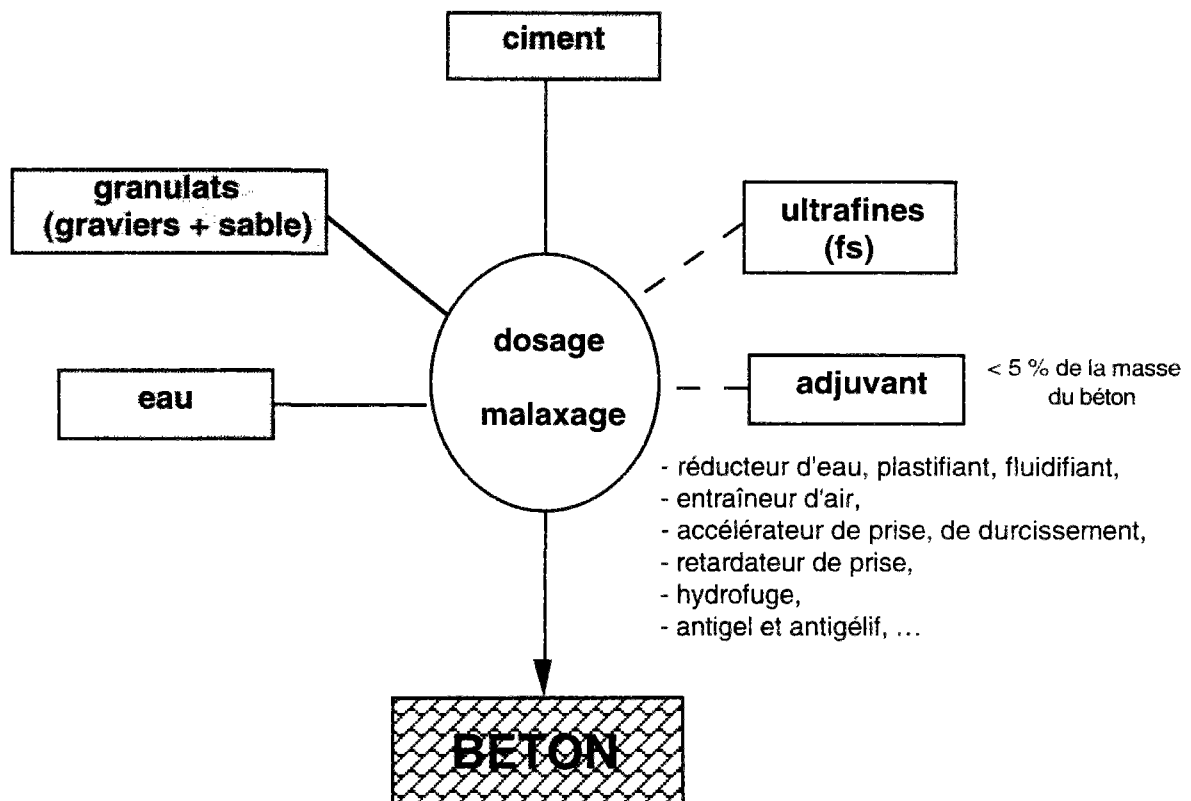 ciment
granulats
(graviers + sable)
ultrafines
(fs)
dosage
malaxage
eau
adjuvant
< 5 % de la masse
du béton
- réducteur d'eau, plastifiant, fluidifiant,
- entraîneur d'air,
- accélérateur de prise, de durcissement,
- retardateur de prise,
- hydrofuge,
- antigel et antigélif, ...
BETON